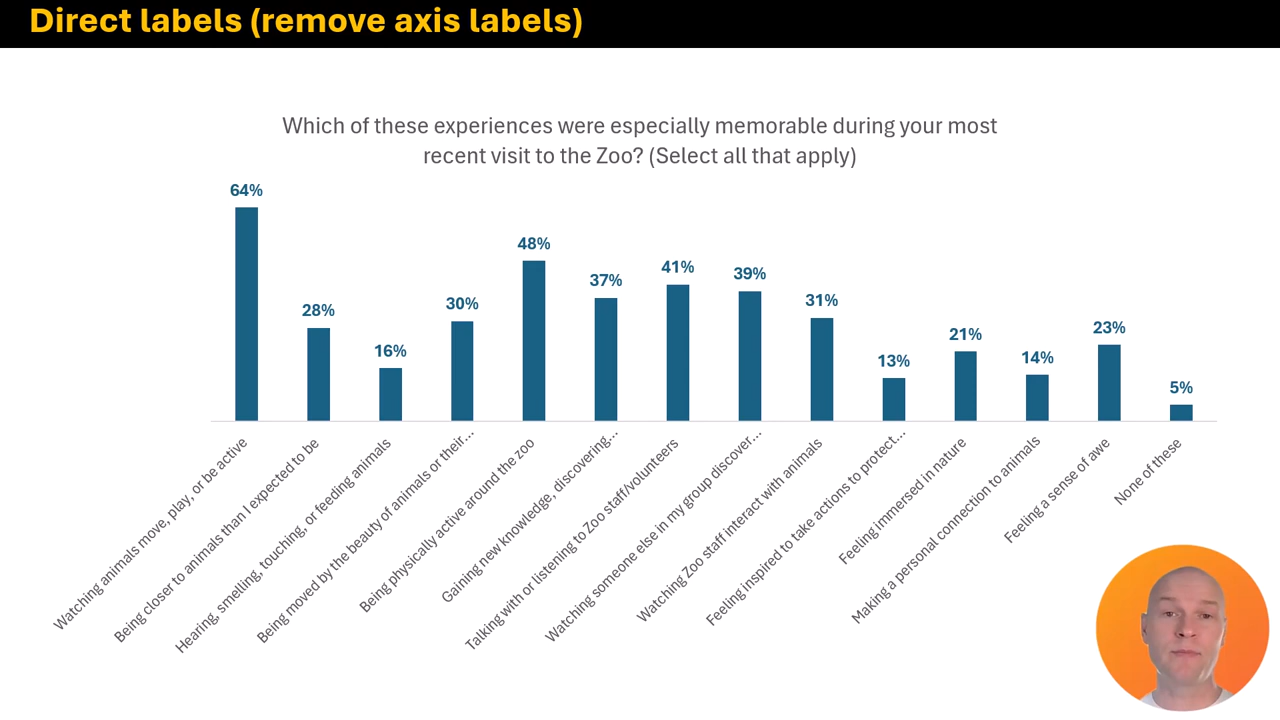 Direct labels (remove axis labels)
Which of these experiences were especially memorable during your most
recent visit to the Zoo? (Select all that apply)
64%
28%
16%
30%
48%
37%
41%
39%
31%
13%
21%
14%
23%
5%
Watching animals move, play, or be active
Being closer to animals than I expected to be
Hearing, smelling, touching, or feeding animals
Being moved by the beauty of animals or their...
Being physically active around the zoo
Gaining new knowledge, discovering...
Talking with or listening to Zoo staff/volunteers
Watching someone else in my group discover...
Watching Zoo staff interact with animals
Feeling inspired to take actions to protect...
Feeling immersed in nature
Making a personal connection to animals
Feeling a sense of awe
None of these